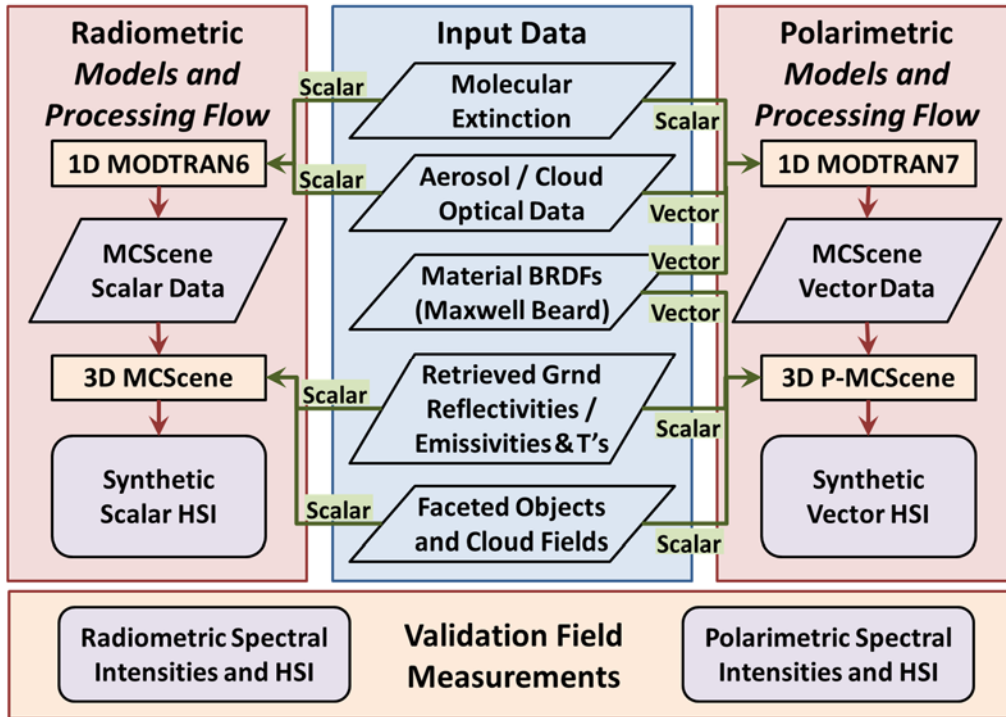 Radiometric
Models and
Processing Flow
1D MODTRAN6
MCScene
Scalar Data
3D MCScene
Synthetic
Scalar HSI
Input Data
Molecular
Extinction
Aerosol / Cloud
Optical Data
Material BRDFs
(Maxwell Beard)
Retrieved Grnd
Reflectivities /
Emissivities & T's
Faceted Objects
and Cloud Fields
Scalar
Scalar
Scalar
Scalar
Scalar
Vector
Vector
Vector
Scalar
Scalar
Polarimetric
Models and
Processing Flow
1D MODTRAN7
MCScene
Vector Data
3D P-MCScene
Synthetic
Vector HSI
Radiometric Spectral
Intensities and HSI
Validation Field
Measurements
Polarimetric Spectral
Intensities and HSI